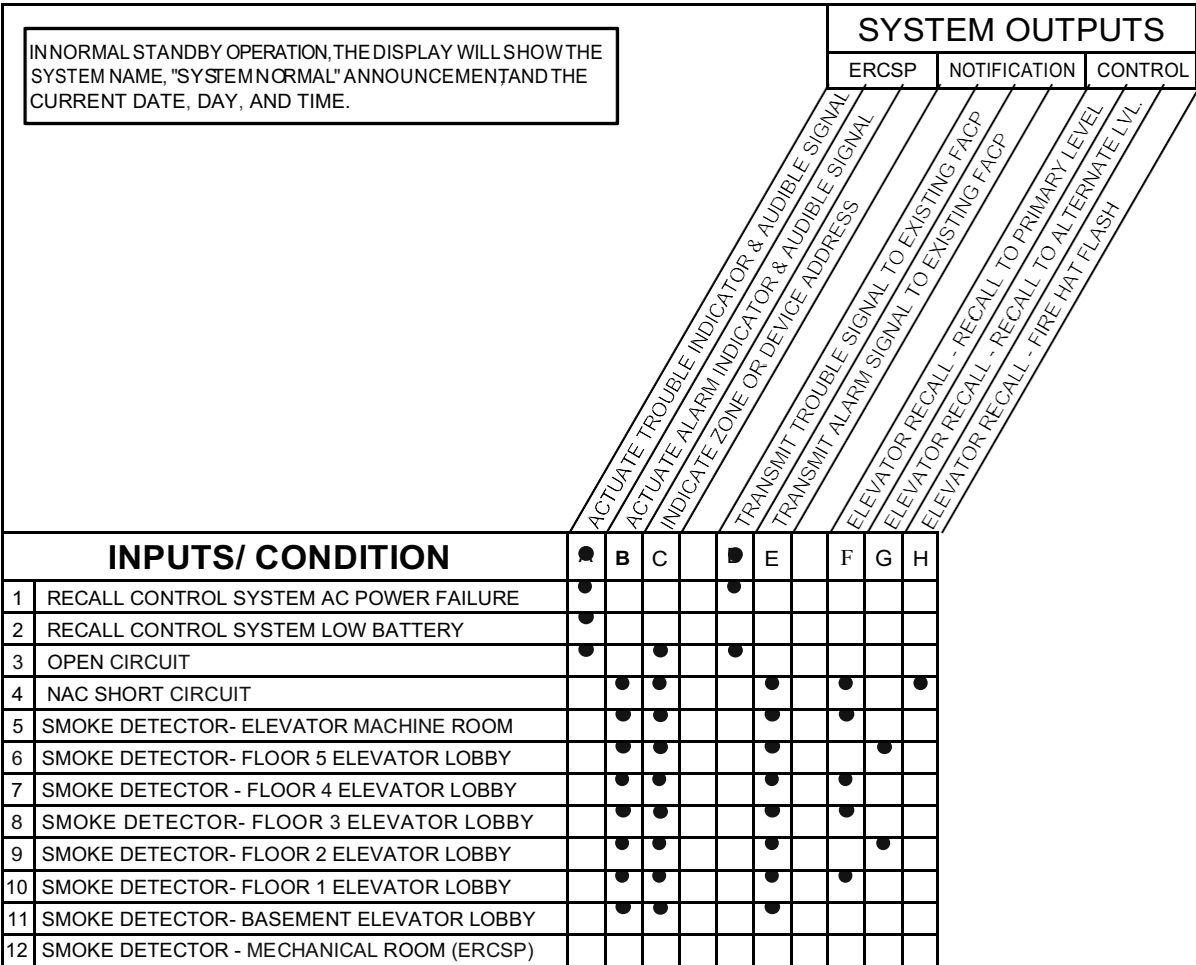 IN NORMAL STANDBY OPERATION, THE DISPLAY WILL SHOW THE
SYSTEM NAME, "SYSTEM NORMAL" ANNOUNCEMENT, AND THE
CURRENT DATE, DAY, AND TIME.
SYSTEM OUTPUTS
ERCSP NOTIFICATION CONTROL
ACTUATE TROUBLE INDICATOR & AUDIBLE SIGNAL
ACTUATE ALARM INDICATOR & AUDIBLE SIGNAL
INDICATE ZONE OR DEVICE ADDRESS
TRANSMIT TROUBLE SIGNAL TO EXISTING FACP
TRANSMIT ALARM SIGNAL TO EXISTING FACP
ELEVATOR RECALL - RECALL TO PRIMARY LEVEL
ELEVATOR RECALL - RECALL TO ALTERNATE LVL.
ELEVATOR RECALL - FIRE HAT FLASH
INPUTS/ CONDITION A B C D E F G H
1 RECALL CONTROL SYSTEM AC POWER FAILURE
2 RECALL CONTROL SYSTEM LOW BATTERY
3 OPEN CIRCUIT
4 NAC SHORT CIRCUIT
5 SMOKE DETECTOR- ELEVATOR MACHINE ROOM
6 SMOKE DETECTOR- FLOOR 5 ELEVATOR LOBBY
7 SMOKE DETECTOR - FLOOR 4 ELEVATOR LOBBY
8 SMOKE DETECTOR- FLOOR 3 ELEVATOR LOBBY
9 SMOKE DETECTOR- FLOOR 2 ELEVATOR LOBBY
10 SMOKE DETECTOR- FLOOR 1 ELEVATOR LOBBY
11 SMOKE DETECTOR- BASEMENT ELEVATOR LOBBY
12 SMOKE DETECTOR - MECHANICAL ROOM (ERCSP)